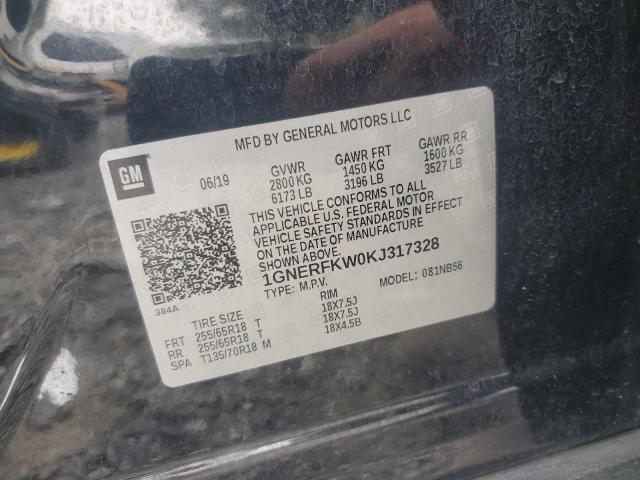 MFD BY GENERAL MOTORS LLC
GM
06/19
GVWR
2800 KG
6173 LB
GAWR FRT
1450 KG
3196 LB
GAWR RR
1600 KG
3527 LB
THIS VEHICLE CONFORMS TO ALL
APPLICABLE U.S. FEDERAL MOTOR
VEHICLE SAFETY STANDARDS IN EFFECT
ON THE DATE OF MANUFACTURE
1GNERFKW0KJ317328
TYPE: M.P.V.
MODEL: 081NB56
384A
TIRE SIZE RIM
FRT 255/65R18 T 18X7.5J
RR 255/65R18 T 18X7.5J
SPA T135/70R18 M 18X4.5B